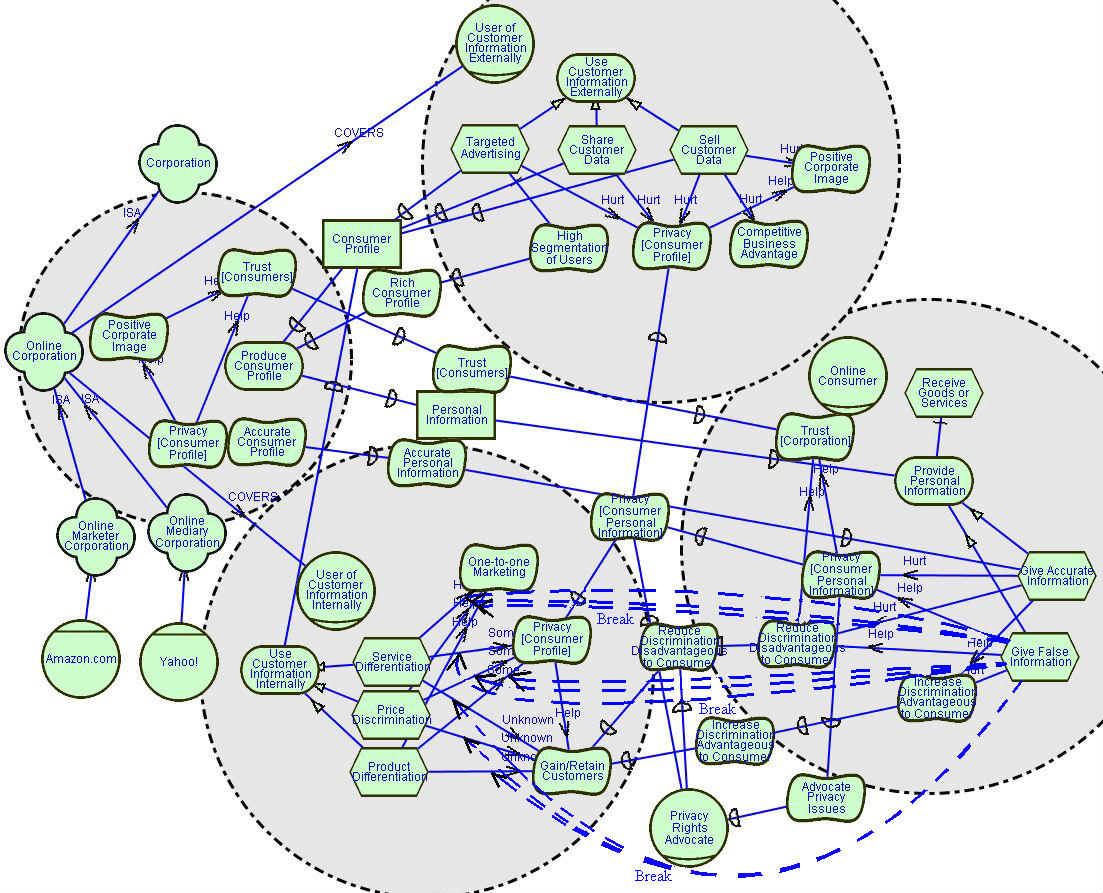 User of
Customer
Information
Externally
Use
Customer
Information
Externally
COVERS
Targeted
Advertising
Share
Customer
Data
Sell
Customer
Data
Hurt
Positive
Corporate
Image
Help
Corporation
ISA
Hurt
Hurt
Hurt
Hurt
Consumer
Profile
High
Segmentation
of Users
Privacy
[Consumer
Profile]
Competitive
Business
Advantage
Trust
[Consumers]
Rich
Consumer
Profile
Help
Positive
Corporate
Image
Help
Online
Corporation
Produce
Consumer
Profile
Trust
[Consumers]
Online
Consumer
Receive
Goods or
Services
ISA
ISA
Personal
Information
Privacy
[Consumer
Profile]
Accurate
Consumer
Profile
Accurate
Personal
Information
Trust
[Corporation]
Help
Help
Provide
Personal
Information
COVERS
Online
Marketer
Corporation
Online
Mediary
Corporation
Privacy
[Consumer
Personal
Information]
Privacy
[Consumer
Personal
Information]
Hurt
Give Accurate
Information
Help
Hurt
Help
Help
One-to-one
Marketing
User of
Customer
Information
Internally
Help
Break
Privacy
[Consumer
Profile]
Reduce
Discrimination
Disadvantageous
to Consumer
Reduce
Discrimination
Disadvantageous
to Consumer
Give False
Information
Amazon.com
Yahoo!
Use
Customer
Information
Internally
Service
Differentiation
Some
Some
Some
Price
Discrimination
Help
Unknown
Unknown
Break
Increase
Discrimination
Advantageous
to Consumer
Increase
Discrimination
Advantageous
to Consumer
Product
Differentiation
Gain/Retain
Customers
Privacy
Rights
Advocate
Advocate
Privacy
Issues
Break